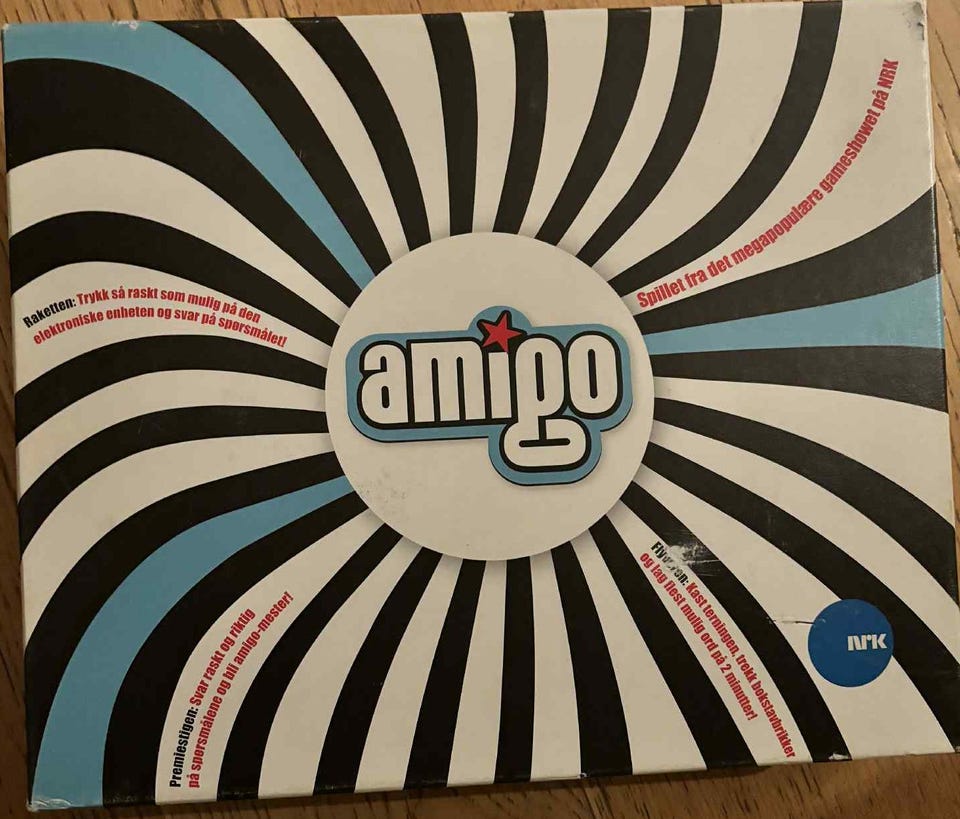 Spillet fra det megapopulære gameshowet på NRK
Raketten: Trykk så raskt som mulig på den
elektroniske enheten og svar på spørsmålet!
amigo
Premiestigen: Svar raskt og riktig
på spørsmålene og bli amigo-mester!
Kast terningen, trekk bokstavbrikker
og lag flest mulig ord på 2 minutter!
NRK